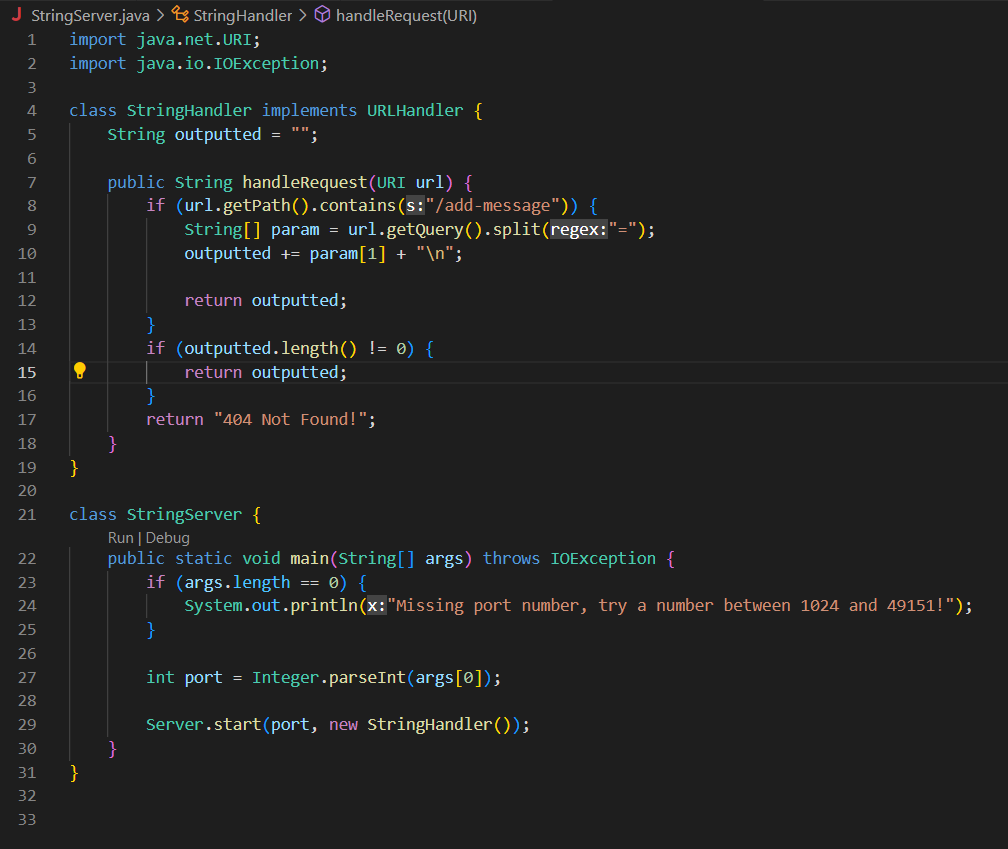 StringServer.java > StringHandler > handleRequest(URI)
1 import java.net.URI;
2 import java.io.IOException;
3
4 class StringHandler implements URLHandler {
5     String outputted = "";
6
7     public String handleRequest(URI url) {
8         if (url.getPath().contains(s:"/add-message")) {
9             String[] param = url.getQuery().split(regex:"=");
10             outputted += param[1] + "\n";
11
12             return outputted;
13         }
14         if (outputted.length() != 0) {
15             return outputted;
16         }
17         return "404 Not Found!";
18     }
19 }
20
21 class StringServer {
Run | Debug
22     public static void main(String[] args) throws IOException {
23         if (args.length == 0) {
24             System.out.println(x:"Missing port number, try a number between 1024 and 49151!");
25         }
26
27         int port = Integer.parseInt(args[0]);
28
29         Server.start(port, new StringHandler());
30     }
31 }
32
33